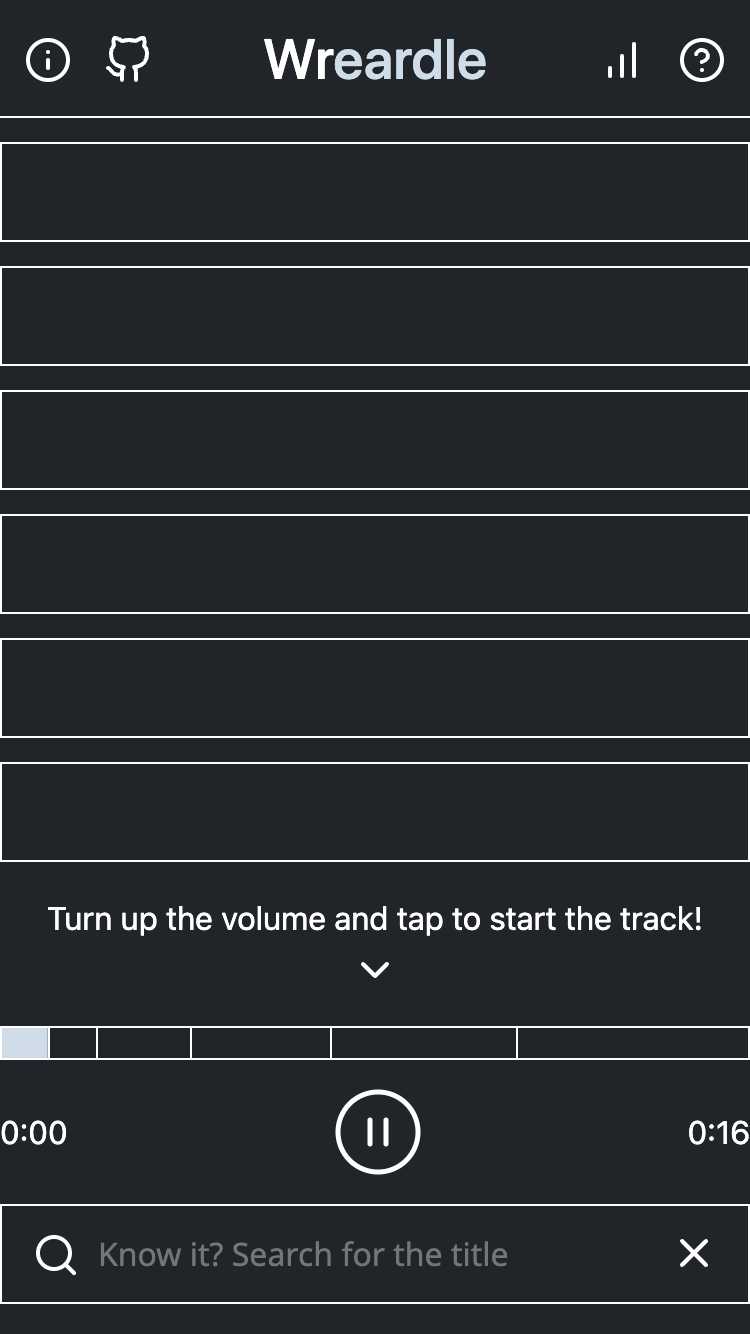 Wreardle
Turn up the volume and tap to start the track!
0:00
0:16
Know it? Search for the title